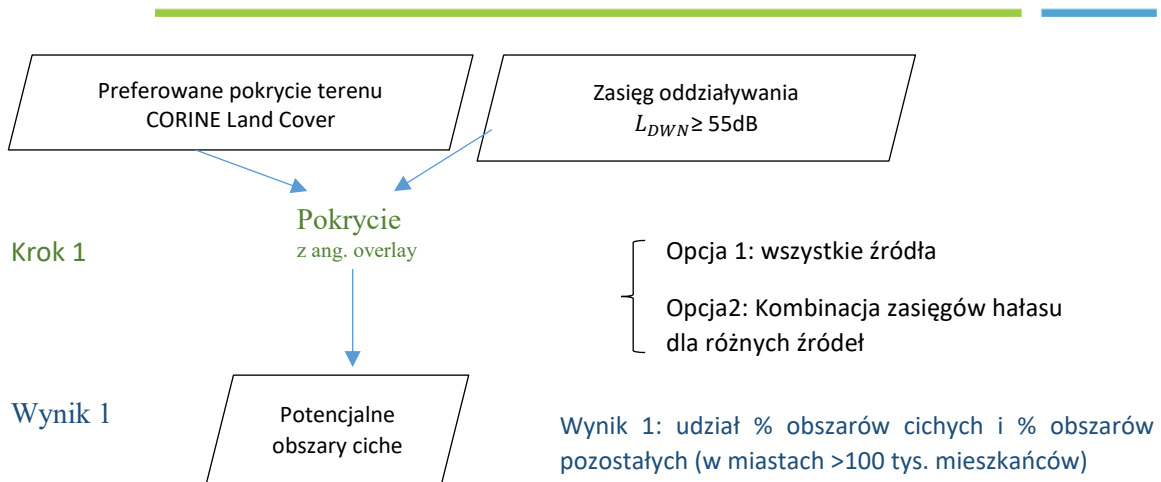 Preferowane pokrycie terenu
CORINE Land Cover
Zasięg oddziaływania
L_DWN ≥ 55dB
Krok 1
Pokrycie
z ang. overlay
Opcja 1: wszystkie źródła
Opcja2: Kombinacja zasięgów hałasu
dla różnych źródeł
Wynik 1
Potencjalne
obszary ciche
Wynik 1: udział % obszarów cichych i % obszarów
pozostałych (w miastach >100 tys. mieszkańców)